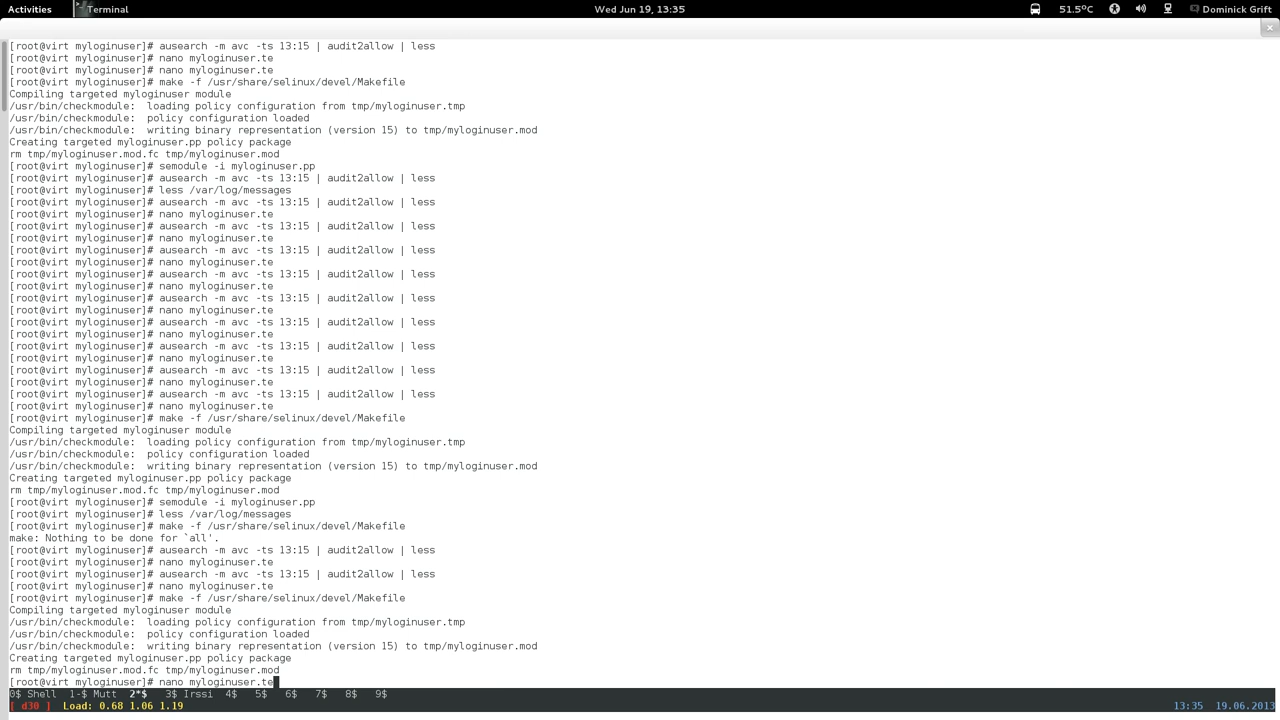 Activities Terminal Wed Jun 19, 13:35 51.5°C Dominick Grift
[root@virt myloginuser]# ausearch -m avc -ts 13:15 | audit2allow | less
[root@virt myloginuser]# nano myloginuser.te
[root@virt myloginuser]# nano myloginuser.te
[root@virt myloginuser]# make -f /usr/share/selinux/devel/Makefile
Compiling targeted myloginuser module
/usr/bin/checkmodule:  loading policy configuration from tmp/myloginuser.tmp
/usr/bin/checkmodule:  policy configuration loaded
/usr/bin/checkmodule:  writing binary representation (version 15) to tmp/myloginuser.mod
Creating targeted myloginuser.pp policy package
rm tmp/myloginuser.mod.fc tmp/myloginuser.mod
[root@virt myloginuser]# semodule -i myloginuser.pp
[root@virt myloginuser]# ausearch -m avc -ts 13:15 | audit2allow | less
[root@virt myloginuser]# less /var/log/messages
[root@virt myloginuser]# ausearch -m avc -ts 13:15 | audit2allow | less
[root@virt myloginuser]# nano myloginuser.te
[root@virt myloginuser]# ausearch -m avc -ts 13:15 | audit2allow | less
[root@virt myloginuser]# nano myloginuser.te
[root@virt myloginuser]# ausearch -m avc -ts 13:15 | audit2allow | less
[root@virt myloginuser]# nano myloginuser.te
[root@virt myloginuser]# ausearch -m avc -ts 13:15 | audit2allow | less
[root@virt myloginuser]# nano myloginuser.te
[root@virt myloginuser]# ausearch -m avc -ts 13:15 | audit2allow | less
[root@virt myloginuser]# nano myloginuser.te
[root@virt myloginuser]# ausearch -m avc -ts 13:15 | audit2allow | less
[root@virt myloginuser]# nano myloginuser.te
[root@virt myloginuser]# ausearch -m avc -ts 13:15 | audit2allow | less
[root@virt myloginuser]# nano myloginuser.te
[root@virt myloginuser]# ausearch -m avc -ts 13:15 | audit2allow | less
[root@virt myloginuser]# nano myloginuser.te
[root@virt myloginuser]# ausearch -m avc -ts 13:15 | audit2allow | less
[root@virt myloginuser]# nano myloginuser.te
[root@virt myloginuser]# make -f /usr/share/selinux/devel/Makefile
Compiling targeted myloginuser module
/usr/bin/checkmodule:  loading policy configuration from tmp/myloginuser.tmp
/usr/bin/checkmodule:  policy configuration loaded
/usr/bin/checkmodule:  writing binary representation (version 15) to tmp/myloginuser.mod
Creating targeted myloginuser.pp policy package
rm tmp/myloginuser.mod.fc tmp/myloginuser.mod
[root@virt myloginuser]# semodule -i myloginuser.pp
[root@virt myloginuser]# less /var/log/messages
[root@virt myloginuser]# make -f /usr/share/selinux/devel/Makefile
make: Nothing to be done for `all'.
[root@virt myloginuser]# ausearch -m avc -ts 13:15 | audit2allow | less
[root@virt myloginuser]# nano myloginuser.te
[root@virt myloginuser]# ausearch -m avc -ts 13:15 | audit2allow | less
[root@virt myloginuser]# nano myloginuser.te
[root@virt myloginuser]# make -f /usr/share/selinux/devel/Makefile
Compiling targeted myloginuser module
/usr/bin/checkmodule:  loading policy configuration from tmp/myloginuser.tmp
/usr/bin/checkmodule:  policy configuration loaded
/usr/bin/checkmodule:  writing binary representation (version 15) to tmp/myloginuser.mod
Creating targeted myloginuser.pp policy package
rm tmp/myloginuser.mod.fc tmp/myloginuser.mod
[root@virt myloginuser]# nano myloginuser.te
0$ Shell  1-$ Mutt  2*$  3$ Irssi  4$  5$  6$  7$  8$  9$
[ d30 ]  Load: 0.68 1.06 1.19 13:35  19.06.2013